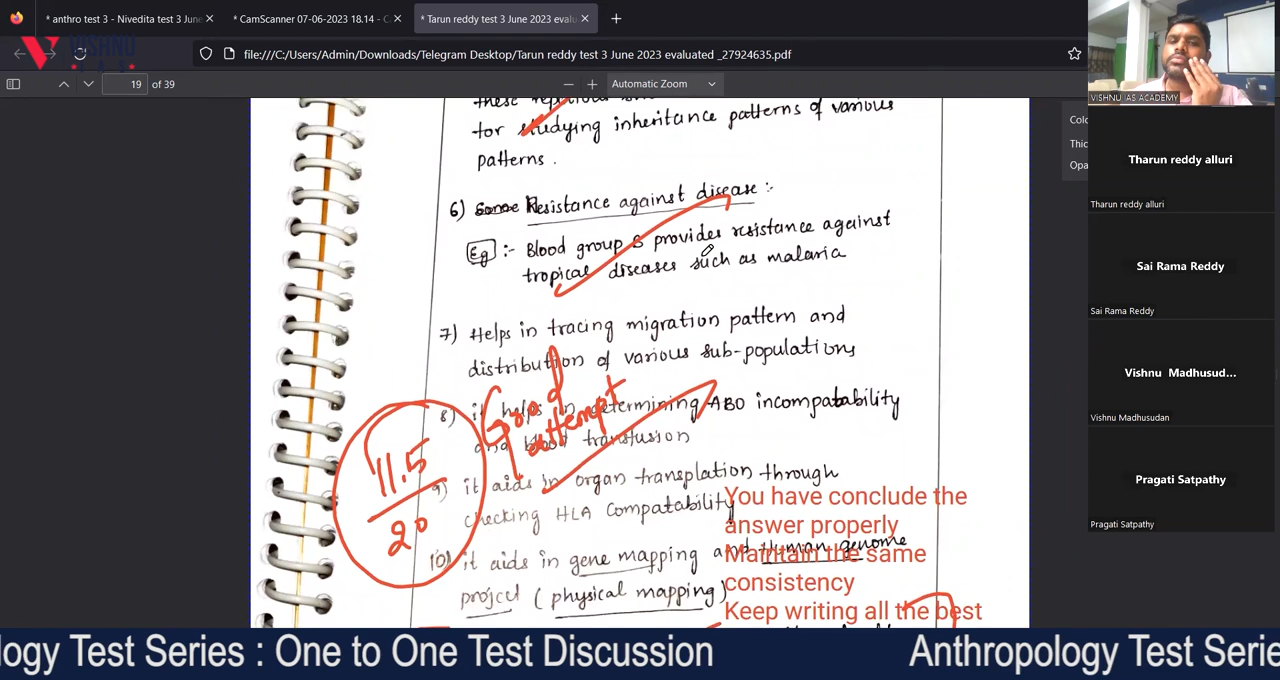 * anthro test 3 - Nivedita test 3 June
* CamScanner 07-06-2023 18.14 - C
* Tarun reddy test 3 June 2023 evalu
VISHNU
IAS
file:///C:/Users/Admin/Downloads/Telegram Desktop/Tarun reddy test 3 June 2023 evaluated _27924635.pdf
19 of 39
Automatic Zoom
these
for studying inheritance patterns of various
patterns.
6) Some Resistance against disease :-
Eg :- Blood group B provides resistance against
tropical diseases such as malaria
7) Helps in tracing migration pattern and
distribution of various sub-populations
8) it helps in determining ABO incompatability
and blood transfusion
9) it aids in organ transplation through
checking HLA Compatability
10) it aids in gene mapping and Human genome
project (physical mapping)
11.5
20
Good
attempt
You have conclude the
answer properly
Maintain the same
consistency
Keep writing all the best
Colo
Thic
Opa
VISHNU IAS ACADEMY
Tharun reddy alluri
Tharun reddy alluri
Sai Rama Reddy
Sai Rama Reddy
Vishnu Madhusud...
Vishnu Madhusudan
Pragati Satpathy
Pragati Satpathy
logy Test Series : One to One Test Discussion
Anthropology Test Serie